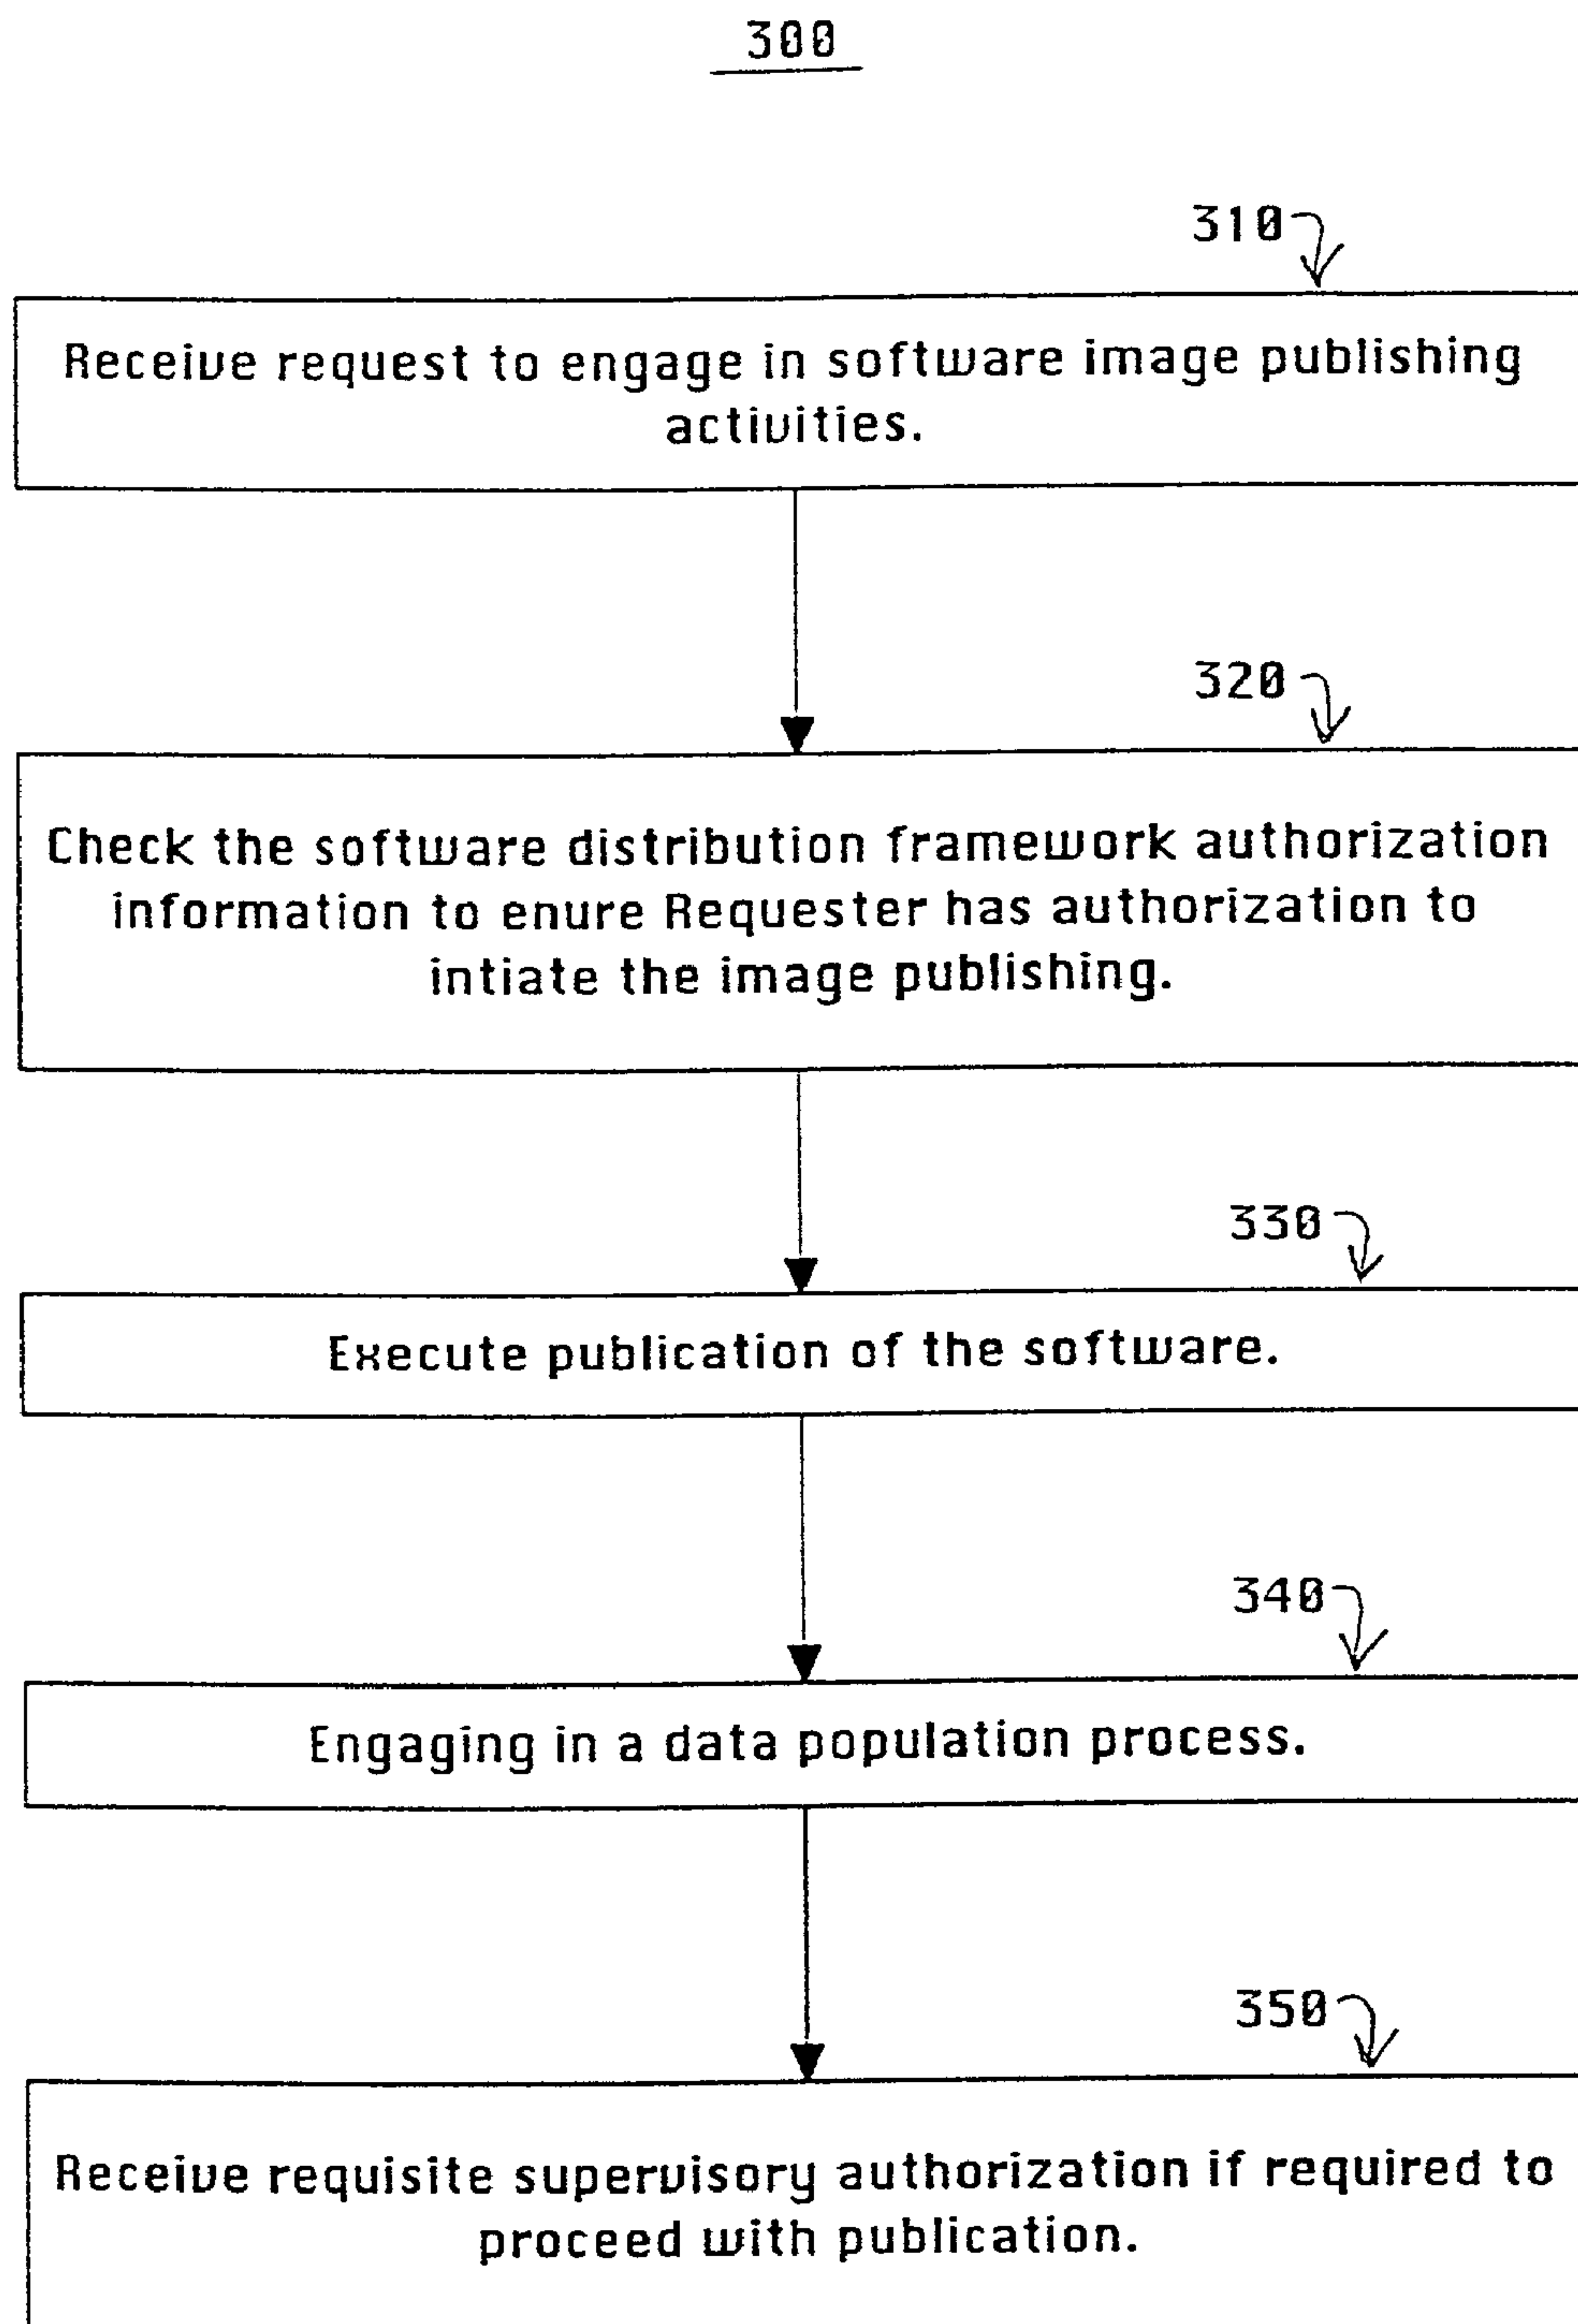 300
310
Receive request to engage in software image publishing
activities.
320
Check the software distribution framework authorization
information to enure Requester has authorization to
intiate the image publishing.
330
Execute publication of the software.
340
Engaging in a data population process.
350
Receive requisite supervisory authorization if required to
proceed with publication.